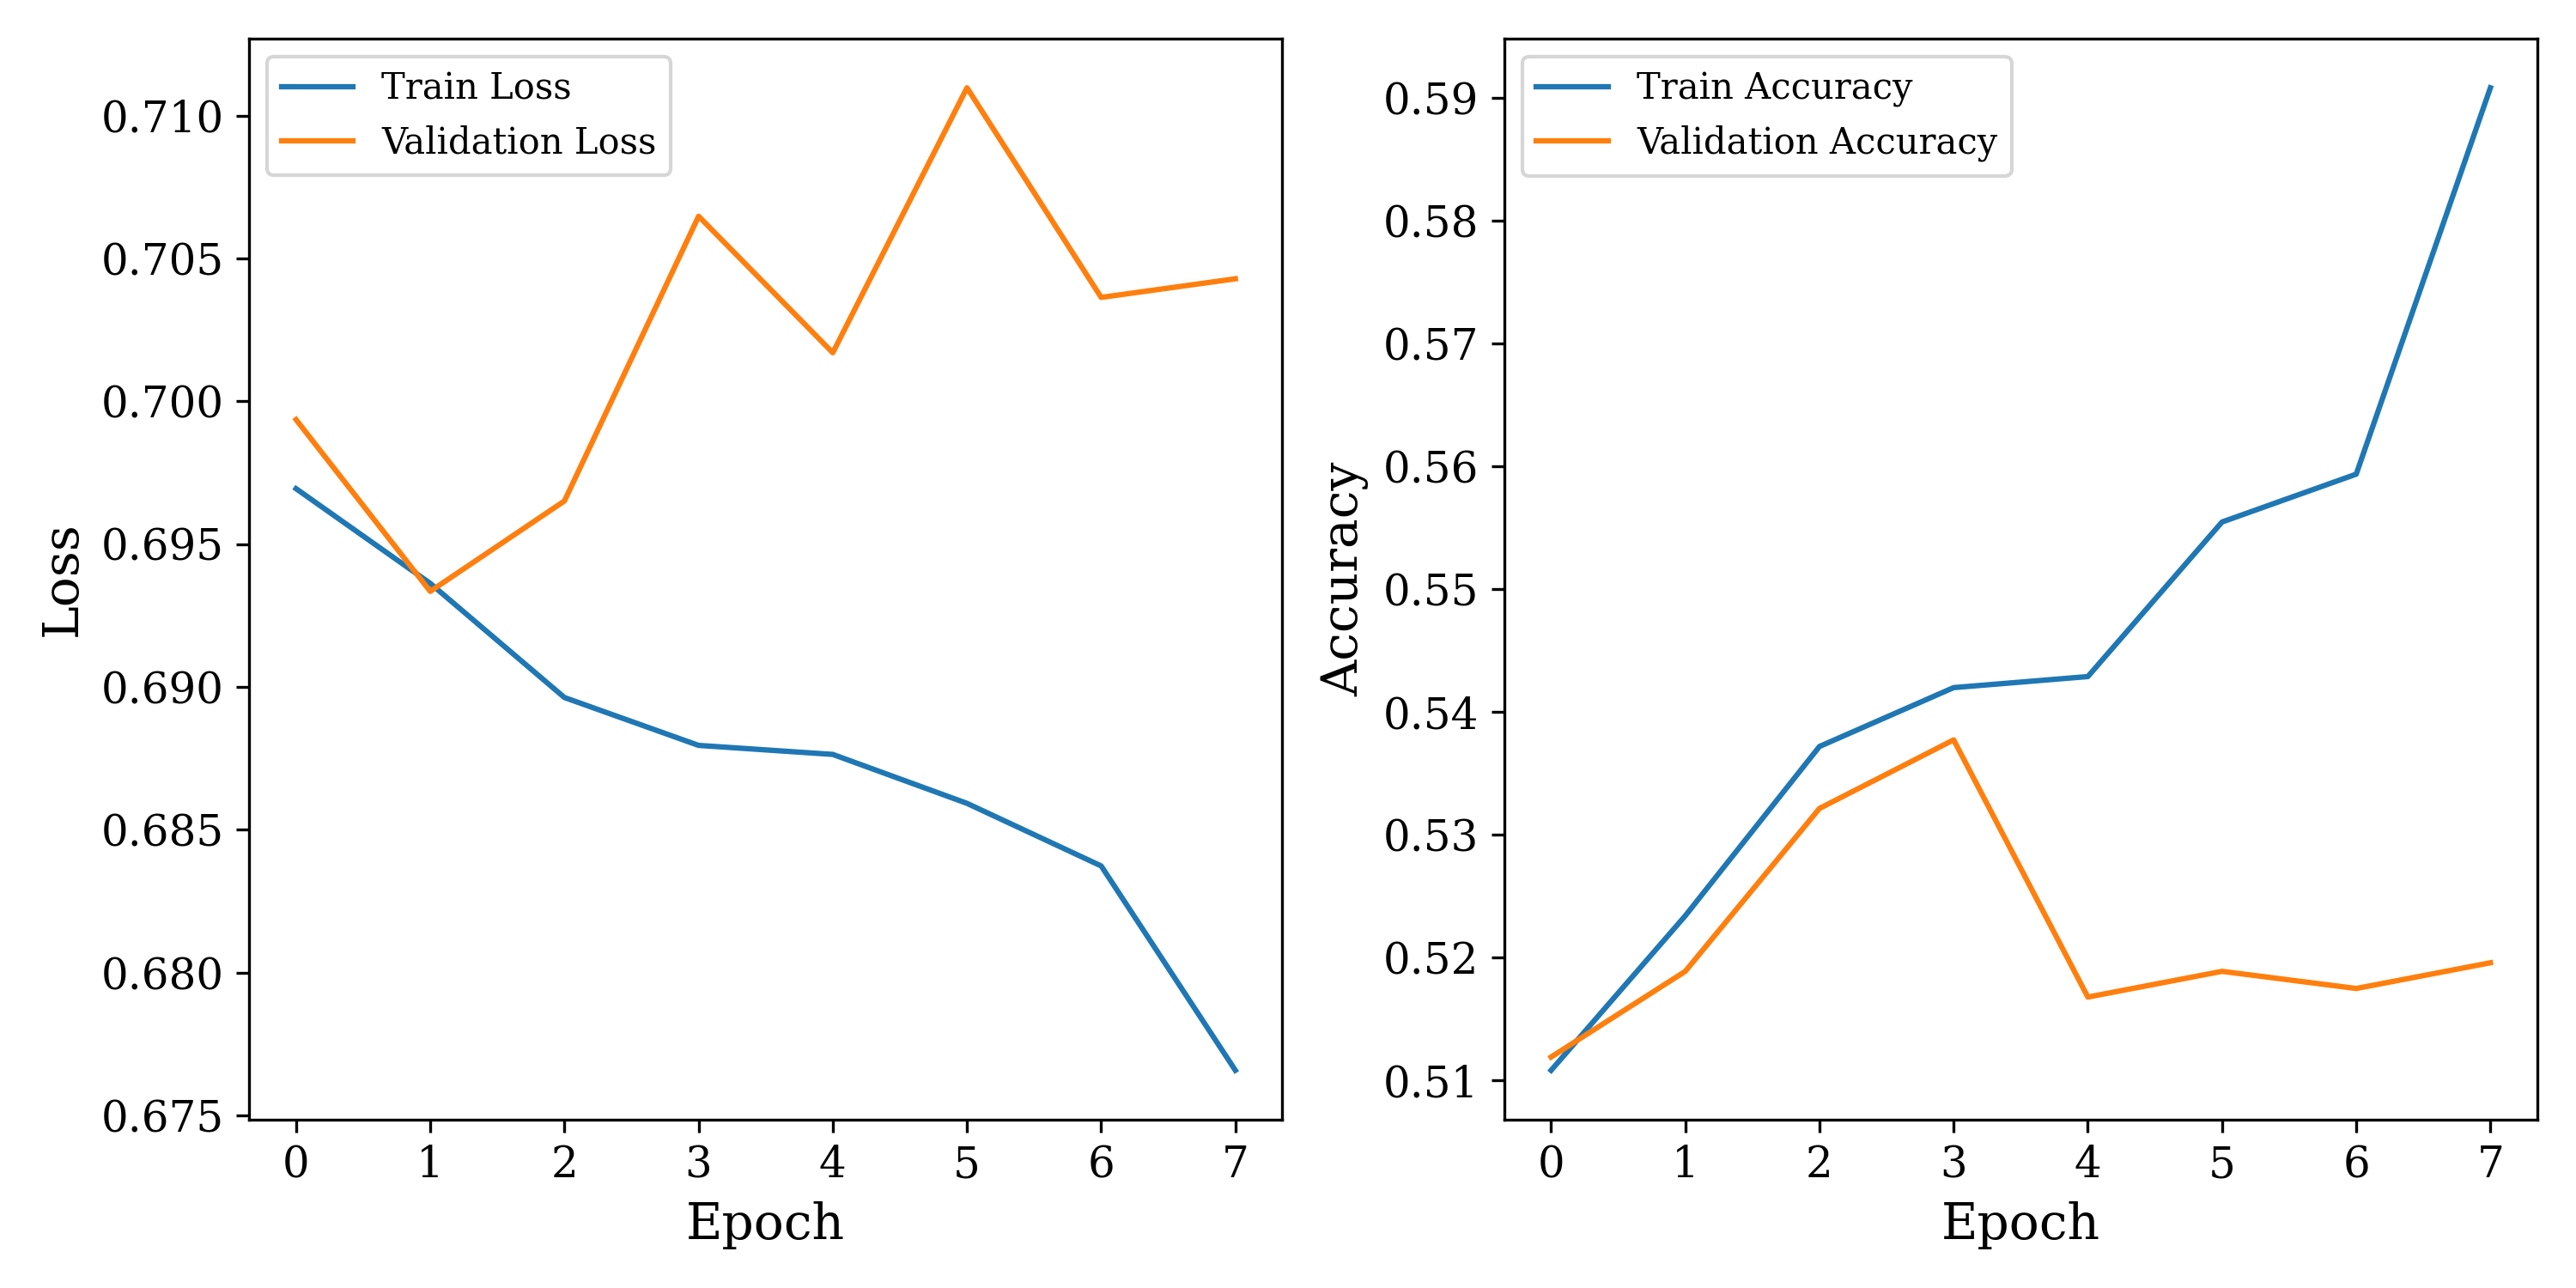 Train Loss
Validation Loss
0.710
0.705
0.700
0.695
0.690
0.685
0.680
0.675
Loss
0 1 2 3 4 5 6 7
Epoch
Train Accuracy
Validation Accuracy
0.59
0.58
0.57
0.56
0.55
0.54
0.53
0.52
0.51
Accuracy
0 1 2 3 4 5 6 7
Epoch